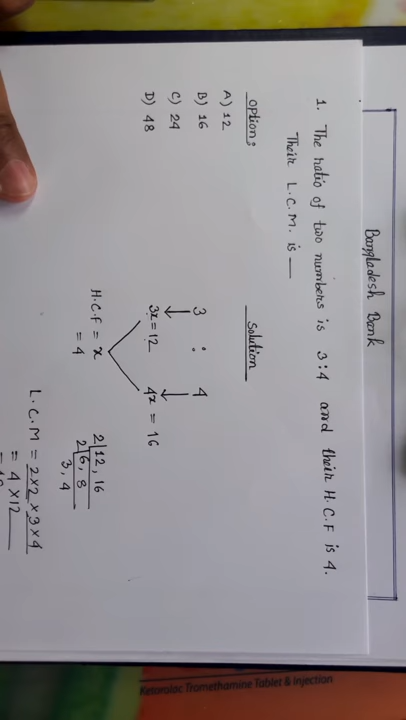 Bangladesh Bank
1. The ratio of two numbers is 3:4 and their H.C.F is 4.
Their L.C.M. is —
option:
A) 12
B) 16
C) 24
D) 48
Solution
3 : 4
↓ ↓
3x = 12 4x = 16
H.C.F = x
= 4
2 | 12, 16
2 | 6, 8
3, 4
L.C.M = 2×2×3×4
= 4×12
Ketorolac Tromethamine Tablet & Injection